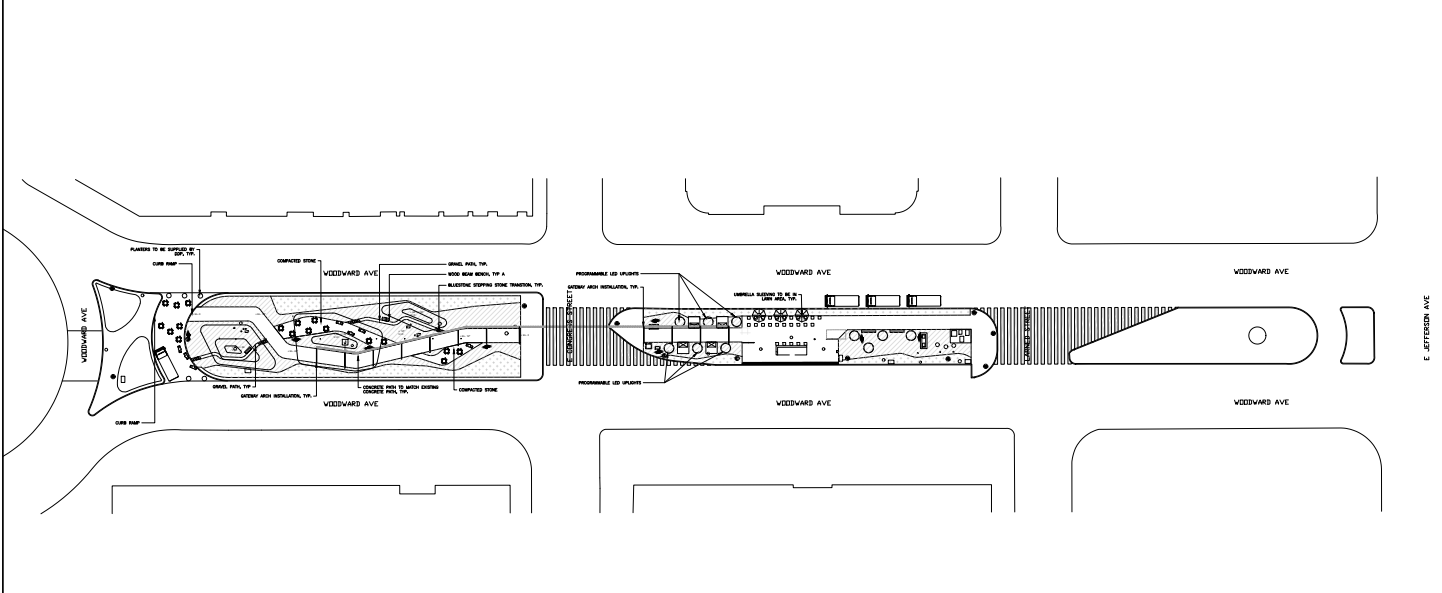 PLANTERS TO BE SUPPLIED BY
DDP, TYP.
CURB RAMP
COMPACTED STONE
WOODWARD AVE
GRAVEL PATH, TYP.
WOOD BEAM BENCH, TYP A
BLUESTONE STEPPING STONE TRANSITION, TYP.
PROGRAMMABLE LED UPLIGHTS
GATEWAY ARCH INSTALLATION, TYP.
WOODWARD AVE
UMBRELLA SLEEVING TO BE IN
LAWN AREA, TYP.
WOODWARD AVE
WOODWARD AVE
E CONGRESS STREET
LARNED STREET
E JEFFERSON AVE
GRAVEL PATH, TYP
GATEWAY ARCH INSTALLATION, TYP.
CONCRETE PATH TO MATCH EXISTING
CONCRETE PATH, TYP.
COMPACTED STONE
PROGRAMMABLE LED UPLIGHTS
WOODWARD AVE
WOODWARD AVE
WOODWARD AVE
CURB RAMP